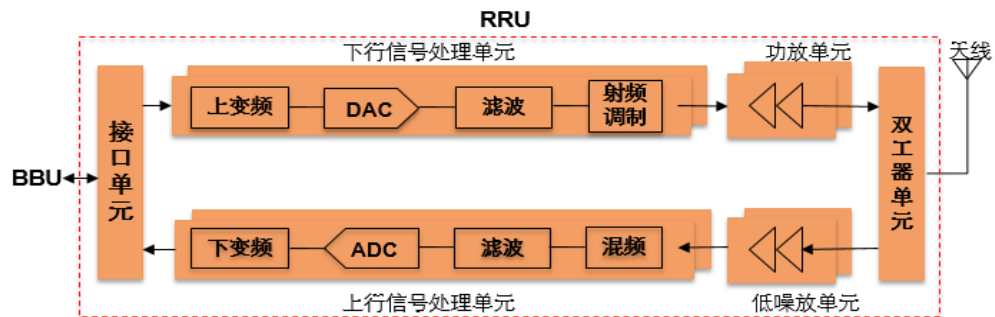 RRU
下行信号处理单元
功放单元
天线
上变频
DAC
滤波
射频
调制
接口单元
双工器单元
BBU
下变频
ADC
滤波
混频
上行信号处理单元
低噪放单元